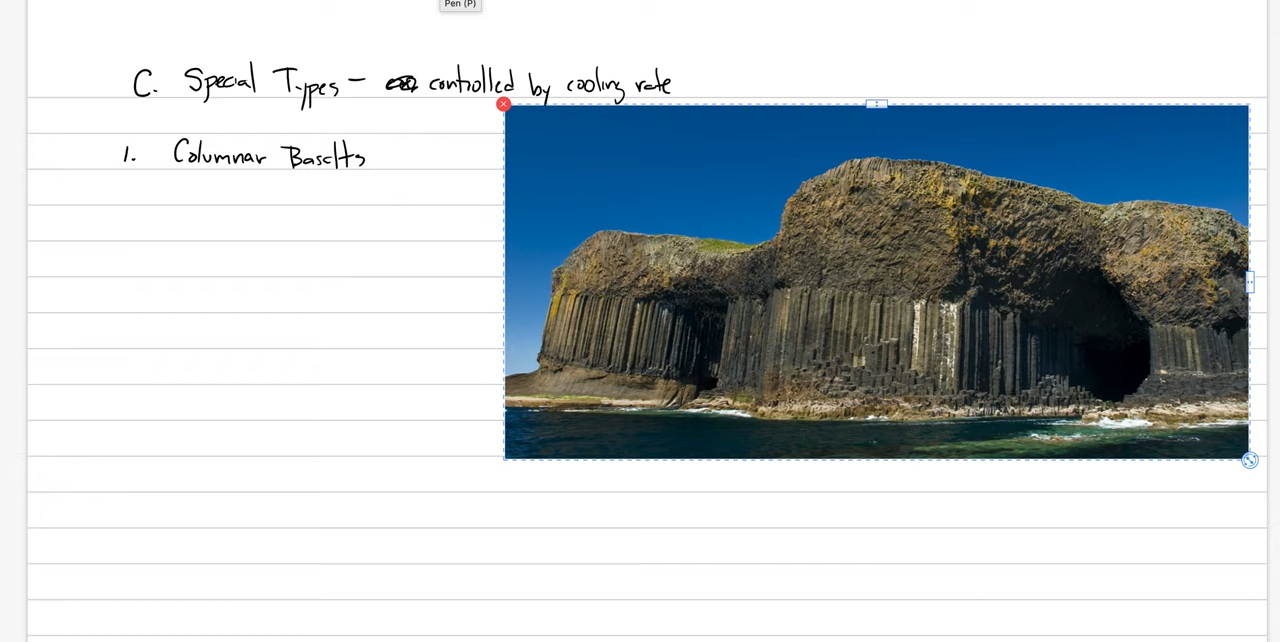 Pen (P)
C. Special Types - controlled by cooling rate
1. Columnar Basalts